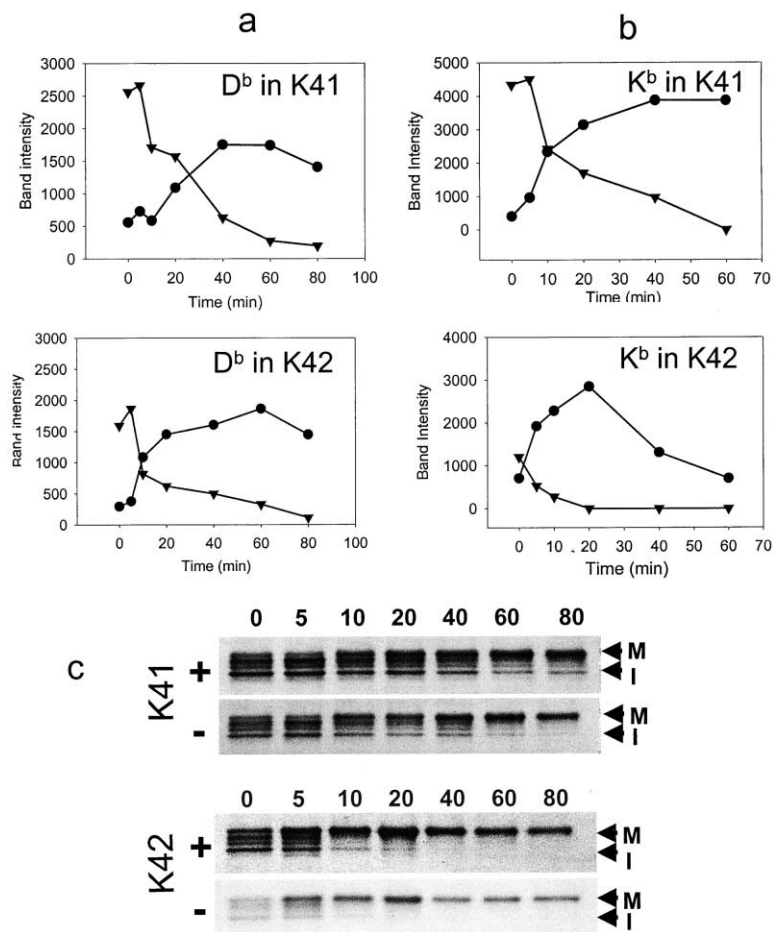 a
b
D^b in K41
Band intensity
3000
2500
2000
1500
1000
500
0
0 20 40 60 80 100
Time (min)
K^b in K41
Band Intensity
5000
4000
3000
2000
1000
0
0 10 20 30 40 50 60 70
Time (min)
D^b in K42
Band Intensity
3000
2500
2000
1500
1000
500
0
0 20 40 60 80 100
Time (min)
K^b in K42
Band Intensity
4000
3000
2000
1000
0
0 10 20 30 40 50 60 70
Time (min)
c
0 5 10 20 40 60 80
K41
+
M
I
-
M
I
0 5 10 20 40 60 80
K42
+
M
I
-
M
I